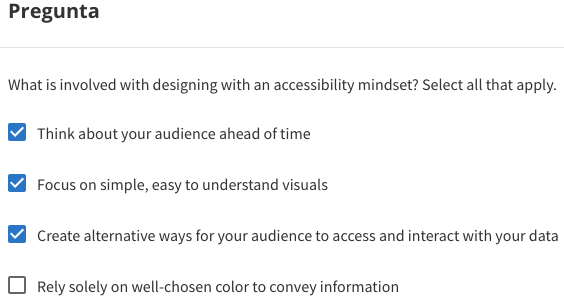 Pregunta
What is involved with designing with an accessibility mindset? Select all that apply.
Think about your audience ahead of time
Focus on simple, easy to understand visuals
Create alternative ways for your audience to access and interact with your data
Rely solely on well-chosen color to convey information